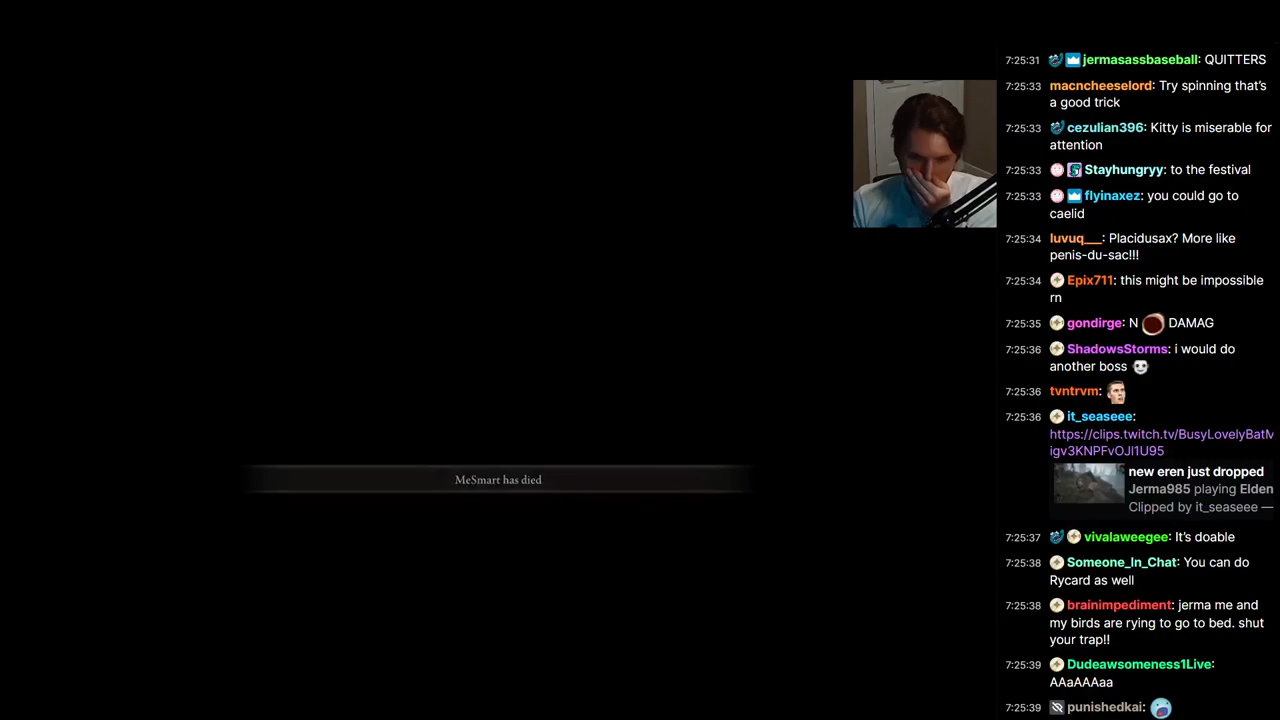 7:25:31 jermasassbaseball: QUITTERS
7:25:33 macncheeselord: Try spinning that's
a good trick
7:25:33 cezulian396: Kitty is miserable for
attention
7:25:33 Stayhungryy: to the festival
7:25:33 flyinaxez: you could go to
caelid
7:25:34 luvuq___: Placidusax? More like
penis-du-sac!!!
7:25:34 Epix711: this might be impossible
rn
7:25:35 gondirge: N DAMAG
7:25:36 ShadowsStorms: i would do
another boss
7:25:36 tvntrvm:
7:25:36 it_seaseee:
https://clips.twitch.tv/BusyLovelyBatM
igv3KNPFvOJl1U95
new eren just dropped
Jerma985 playing Elden
Clipped by it_seaseee —
7:25:37 vivalaweegee: It's doable
7:25:38 Someone_In_Chat: You can do
Rycard as well
7:25:38 brainimpediment: jerma me and
my birds are rying to go to bed. shut
your trap!!
7:25:39 Dudeawsomeness1Live:
AAaAAAaa
7:25:39 punishedkai:
MeSmart has died